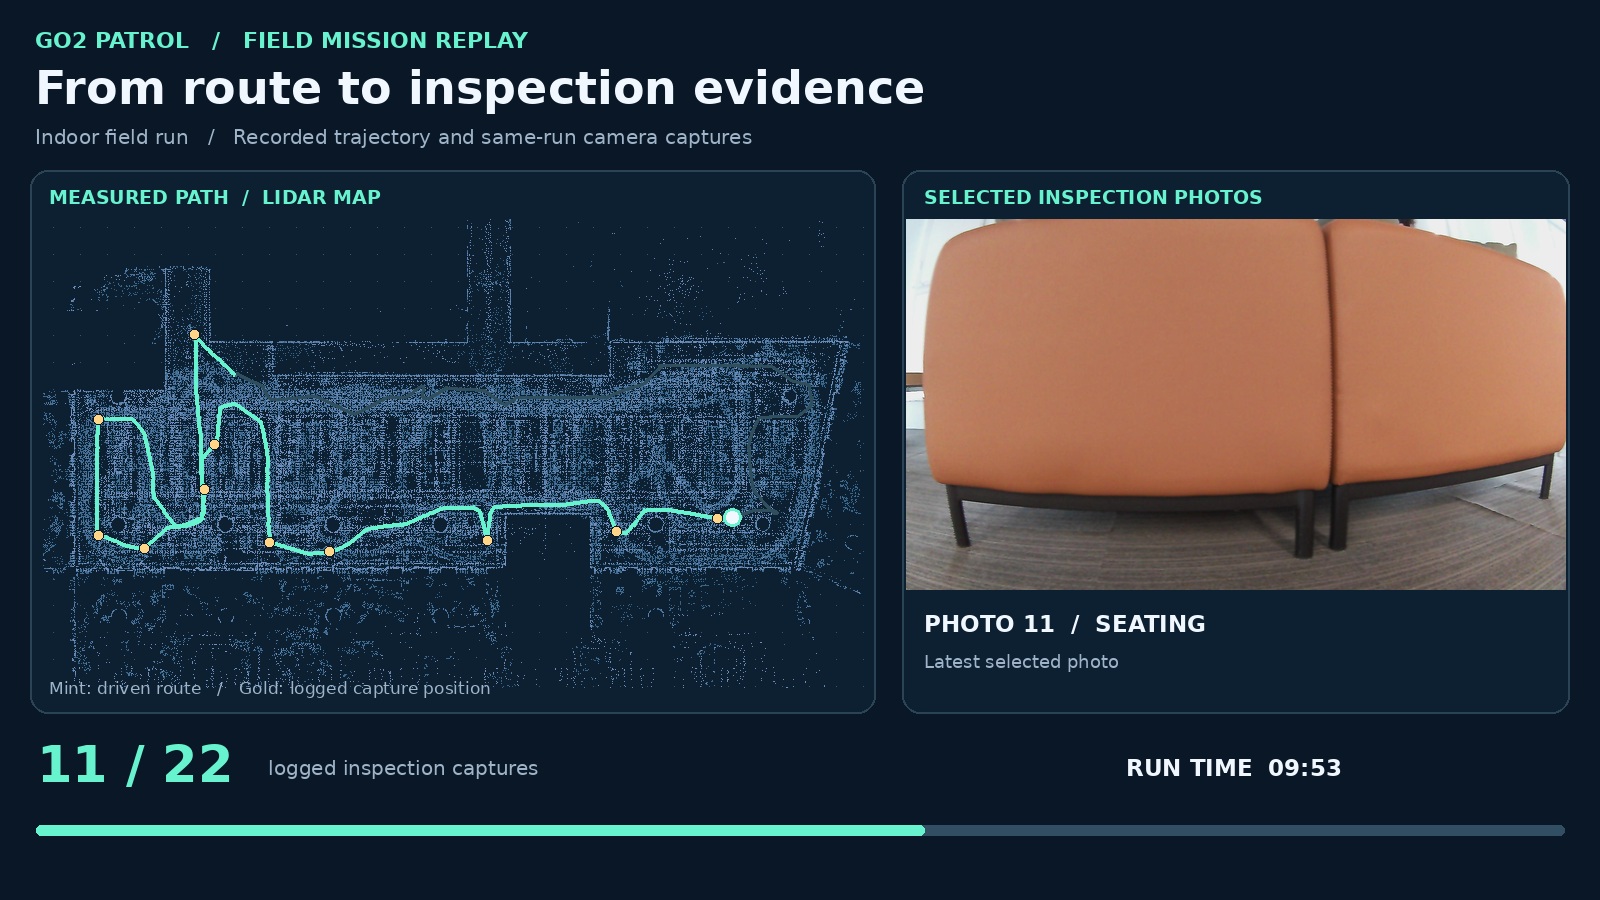 GO2 PATROL / FIELD MISSION REPLAY
From route to inspection evidence
Indoor field run / Recorded trajectory and same-run camera captures
MEASURED PATH / LIDAR MAP
Mint: driven route / Gold: logged capture position
SELECTED INSPECTION PHOTOS
PHOTO 11 / SEATING
Latest selected photo
11 / 22 logged inspection captures
RUN TIME 09:53